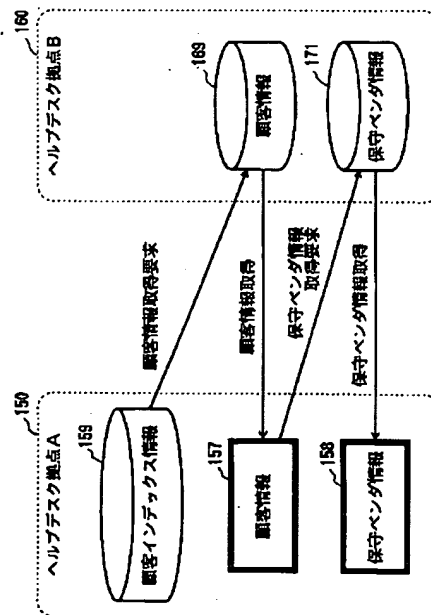 160
ヘルプデスク拠点B
169
顧客情報
171
保守ベンダ情報
顧客情報取得要求
顧客情報取得
保守ベンダ情報
取得要求
保守ベンダ情報取得
150
ヘルプデスク拠点A
159
顧客インデックス情報
157
顧客情報
158
保守ベンダ情報